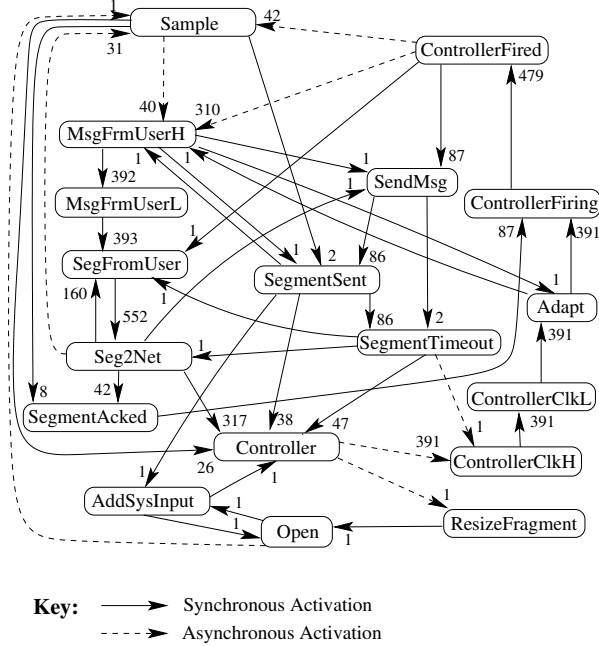 1
Sample
42
31
ControllerFired
479
40
310
MsgFrmUserH
1
1
1
87
392
SendMsg
MsgFrmUserL
1
ControllerFiring
393
1
87
391
SegFromUser
1
2
86
160
1
SegmentSent
1
552
86
2
Adapt
Seg2Net
1
SegmentTimeout
391
8
42
ControllerClkL
SegmentAcked
317
38
47
1
391
Controller
391
26
1
ControllerClkH
1
AddSysInput
1
1
1
Open
1
ResizeFragment
Key:
Synchronous Activation
Asynchronous Activation